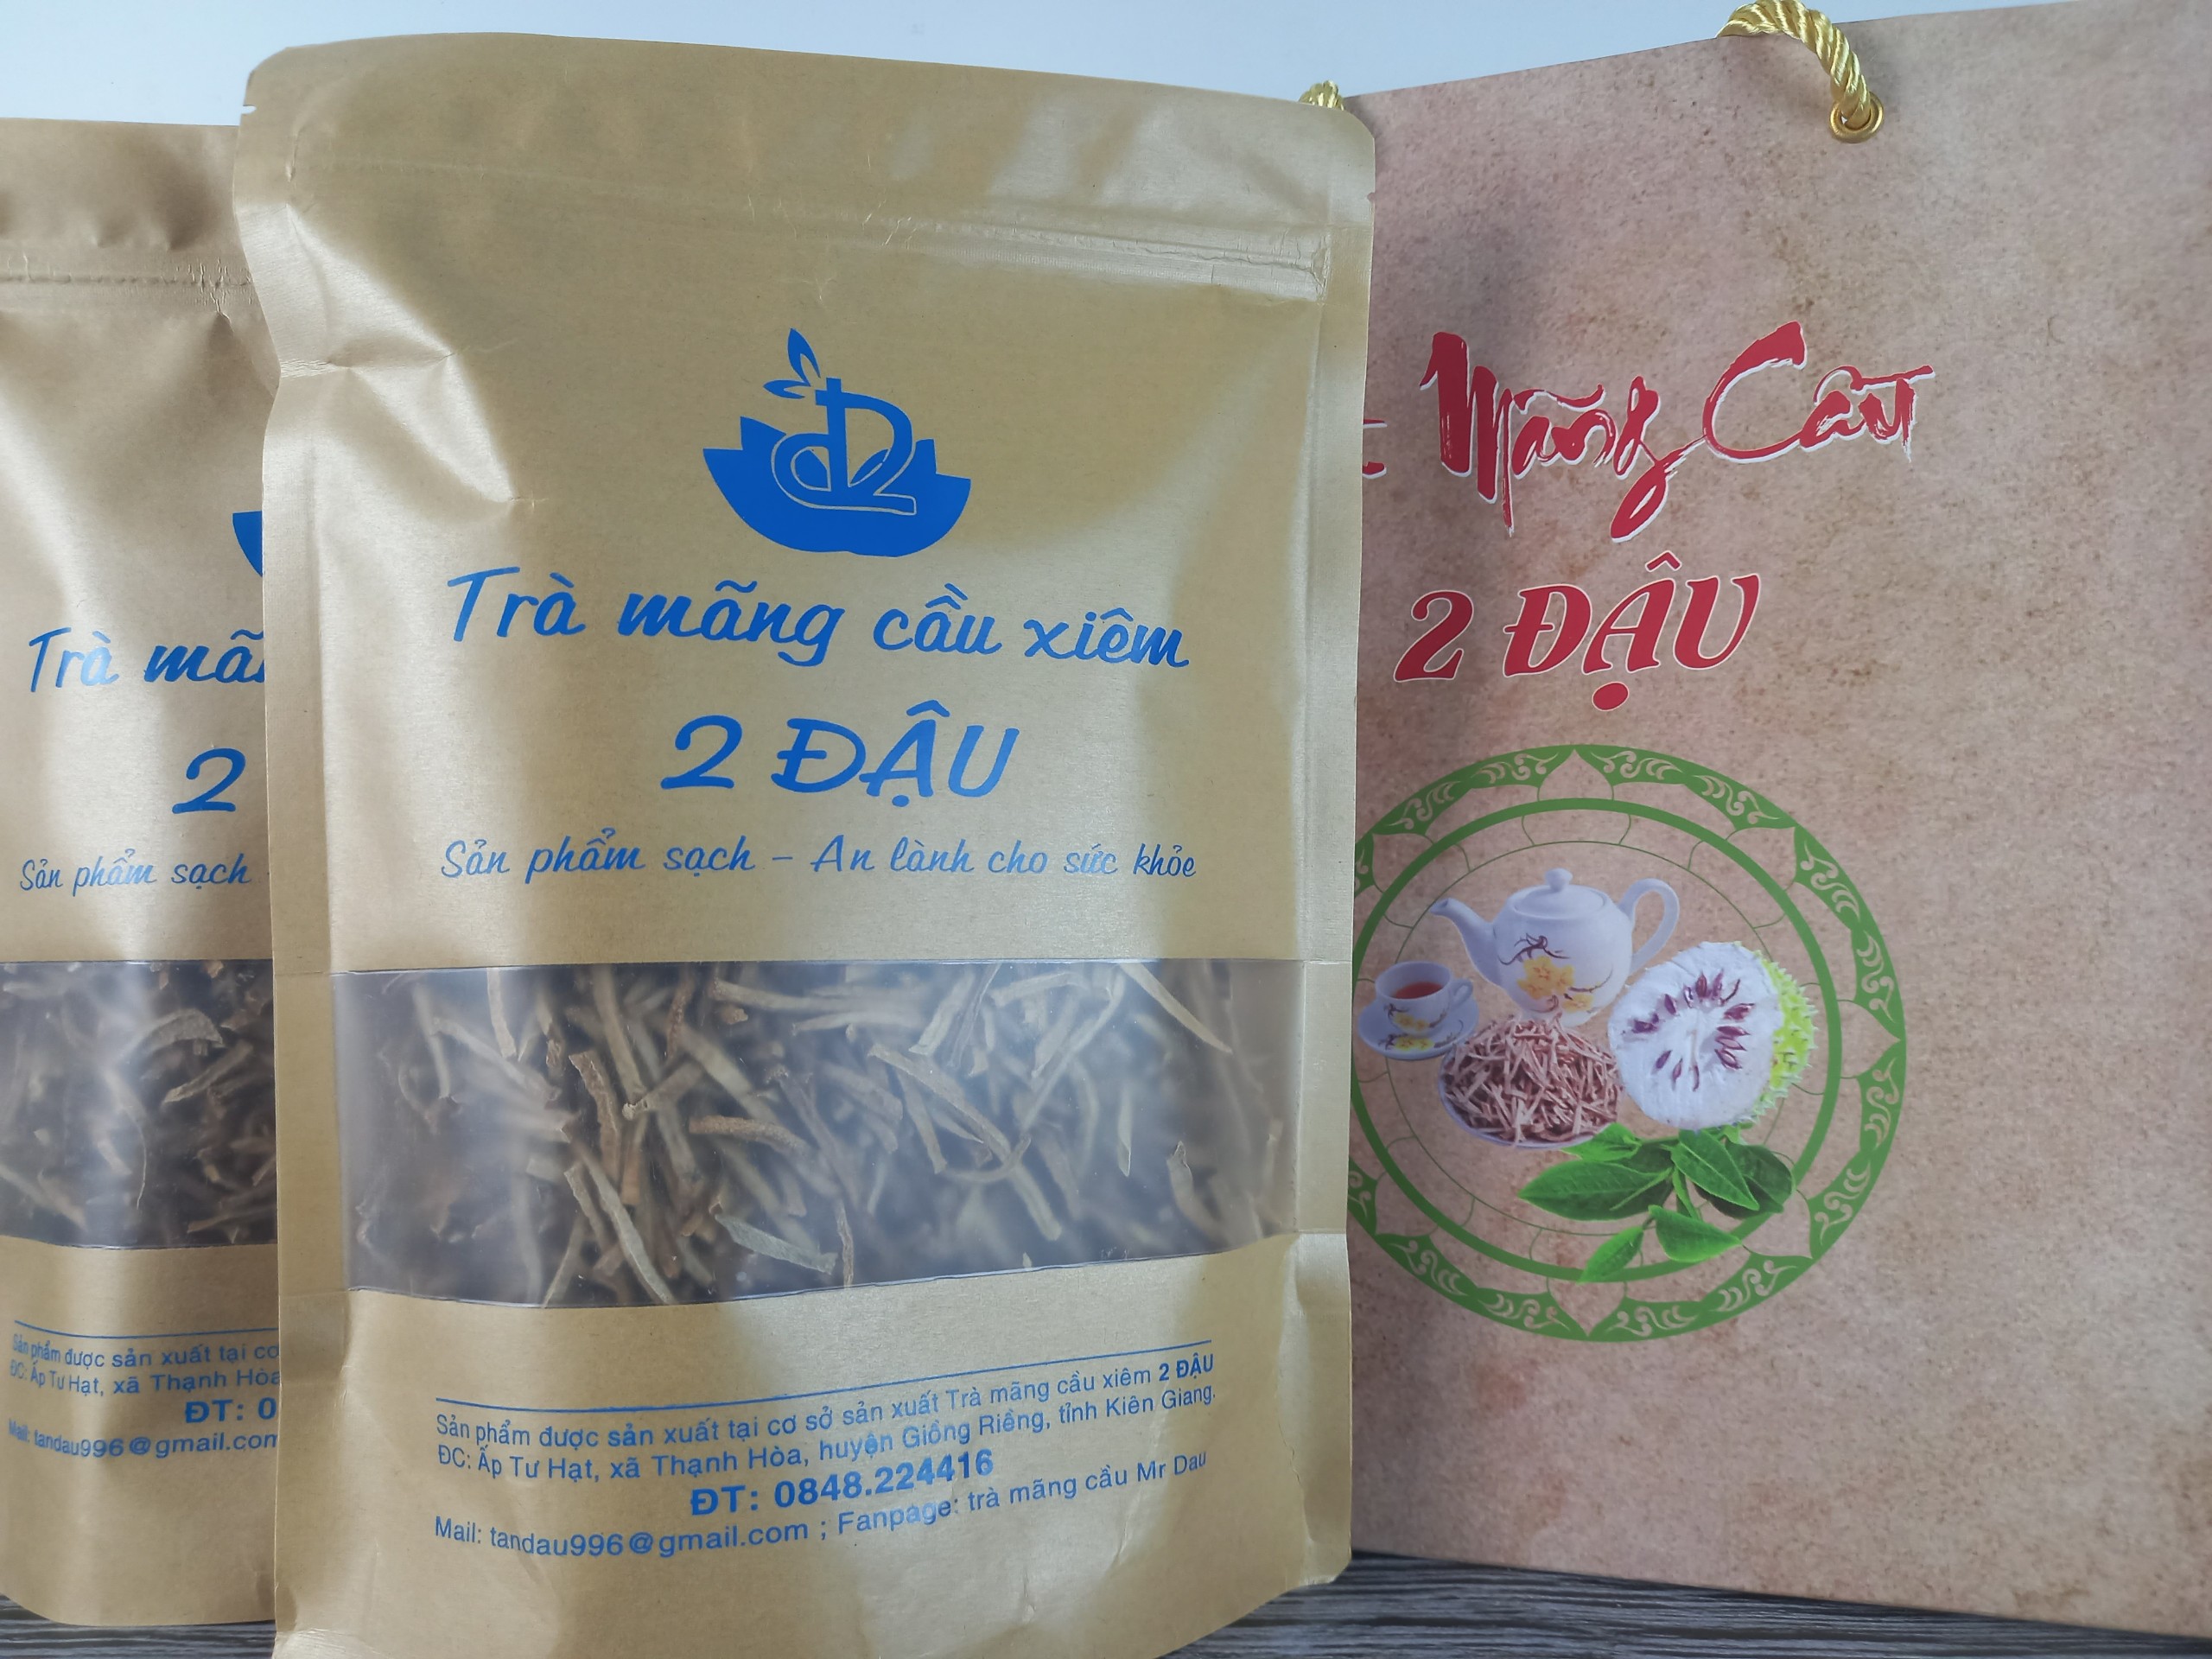 Trà mãng cầu xiêm
2 ĐẬU
Sản phẩm sạch – An lành cho sức khỏe
Sản phẩm được sản xuất tại cơ sở sản xuất Trà mãng cầu xiêm 2 ĐẬU
ĐC: Ấp Tư Hạt, xã Thạnh Hòa, huyện Giồng Riềng, tỉnh Kiên Giang.
ĐT: 0848.224416
Mail: tandau996@gmail.com ; Fanpage: trà mãng cầu Mr Dau
Trà
2
Sản phẩm sạch
Sản phẩm được sản xuất tại cơ
ĐC: Ấp Tư Hạt, xã Thạnh Hòa
ĐT: 0
Mail: tandau996@gmail.com
Mãng Cầu
2 ĐẬU